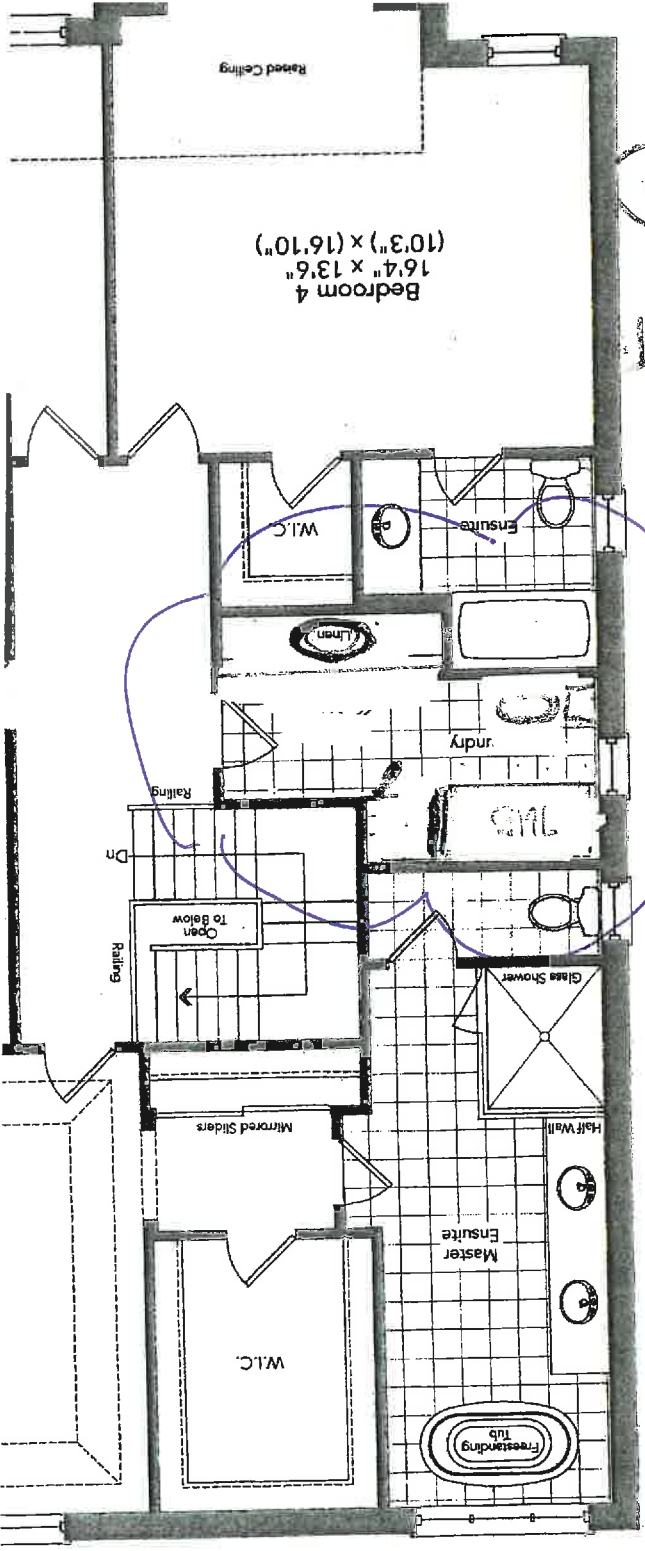 Freestanding
Tub
W.I.C.
Master
Ensuite
Half Wall
Mirrored Sliders
Glass Shower
Railing
Open
To Below
Dn
Railing
undry
Linen
Ensuite
W.I.C.
Bedroom 4
16'4" x 13'6"
(10'3") x (16'10")
Raised Ceiling